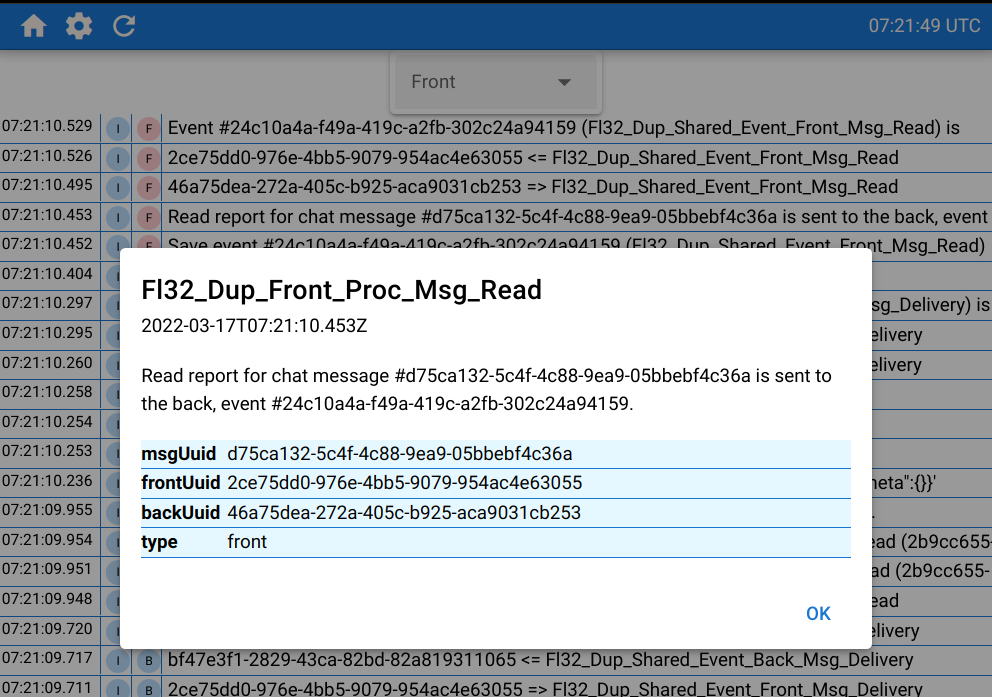 07:21:49 UTC
Front
07:21:10.529 I F Event #24c10a4a-f49a-419c-a2fb-302c24a94159 (Fl32_Dup_Shared_Event_Front_Msg_Read) is
07:21:10.526 I F 2ce75dd0-976e-4bb5-9079-954ac4e63055 <= Fl32_Dup_Shared_Event_Front_Msg_Read
07:21:10.495 I F 46a75dea-272a-405c-b925-aca9031cb253 => Fl32_Dup_Shared_Event_Front_Msg_Read
07:21:10.453 I F Read report for chat message #d75ca132-5c4f-4c88-9ea9-05bbebf4c36a is sent to the back, event
07:21:10.452 I F Save event #24c10a4a-f49a-419c-a2fb-302c24a94159 (Fl32_Dup_Shared_Event_Front_Msg_Read)
07:21:10.404
07:21:10.297 sg_Delivery) is
07:21:10.295 elivery
07:21:10.260 elivery
07:21:10.258
07:21:10.254
07:21:10.253
07:21:10.236 neta":{}}'
07:21:09.955 .
07:21:09.954 ead (2b9cc655-
07:21:09.951 ad (2b9cc655-
07:21:09.948 ead
07:21:09.720 elivery
07:21:09.717 I B bf47e3f1-2829-43ca-82bd-82a819311065 <= Fl32_Dup_Shared_Event_Back_Msg_Delivery
07:21:09.711 I B 2ce75dd0-976e-4bb5-9079-954ac4e63055 => Fl32_Dup_Shared_Event_Front_Msg_Delivery
Fl32_Dup_Front_Proc_Msg_Read
2022-03-17T07:21:10.453Z
Read report for chat message #d75ca132-5c4f-4c88-9ea9-05bbebf4c36a is sent to
the back, event #24c10a4a-f49a-419c-a2fb-302c24a94159.
msgUuid d75ca132-5c4f-4c88-9ea9-05bbebf4c36a
frontUuid 2ce75dd0-976e-4bb5-9079-954ac4e63055
backUuid 46a75dea-272a-405c-b925-aca9031cb253
type front
OK